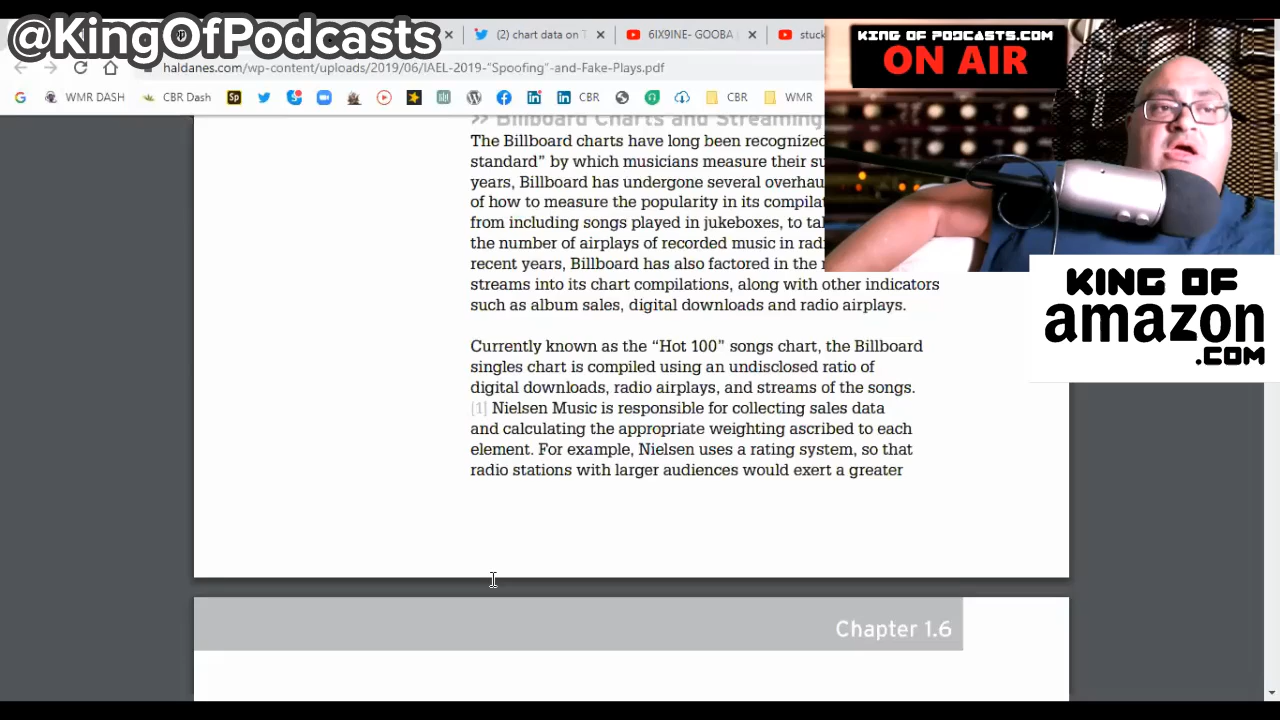 @KingOfPodcasts
(2) chart data on T
6IX9INE- GOOBA
stuck
haldanes.com/wp-content/uploads/2019/06/IAEL-2019-"Spoofing"-and-Fake-Plays.pdf
WMR DASH
CBR Dash
CBR
CBR
WMR
KING OF PODCASTS.COM
ON AIR
KING OF
amazon
.COM
>> Billboard Charts and Streaming
The Billboard charts have long been recognized
standard” by which musicians measure their su
years, Billboard has undergone several overhau
of how to measure the popularity in its compilat
from including songs played in jukeboxes, to tal
the number of airplays of recorded music in radi
recent years, Billboard has also factored in the
streams into its chart compilations, along with other indicators
such as album sales, digital downloads and radio airplays.
Currently known as the “Hot 100” songs chart, the Billboard
singles chart is compiled using an undisclosed ratio of
digital downloads, radio airplays, and streams of the songs.
[1] Nielsen Music is responsible for collecting sales data
and calculating the appropriate weighting ascribed to each
element. For example, Nielsen uses a rating system, so that
radio stations with larger audiences would exert a greater
Chapter 1.6